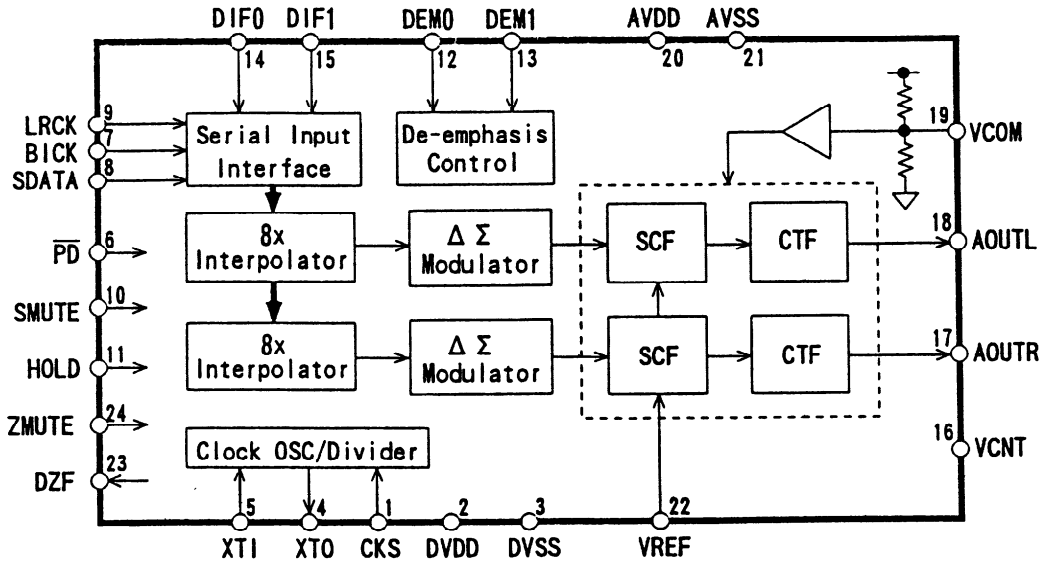 DIF0 DIF1 DEM0 DEM1 AVDD AVSS
14 15 12 13 20 21
LRCK 9
BICK 7
SDATA 8
Serial Input
Interface
De-emphasis
Control
19 VCOM
PD 6
8x
Interpolator
Δ Σ
Modulator
SCF
CTF
18 AOUTL
SMUTE 10
HOLD 11
8x
Interpolator
Δ Σ
Modulator
SCF
CTF
17 AOUTR
ZMUTE 24
DZF 23
Clock OSC/Divider
16 VCNT
5 4 1 2 3 22
XTI XTO CKS DVDD DVSS VREF